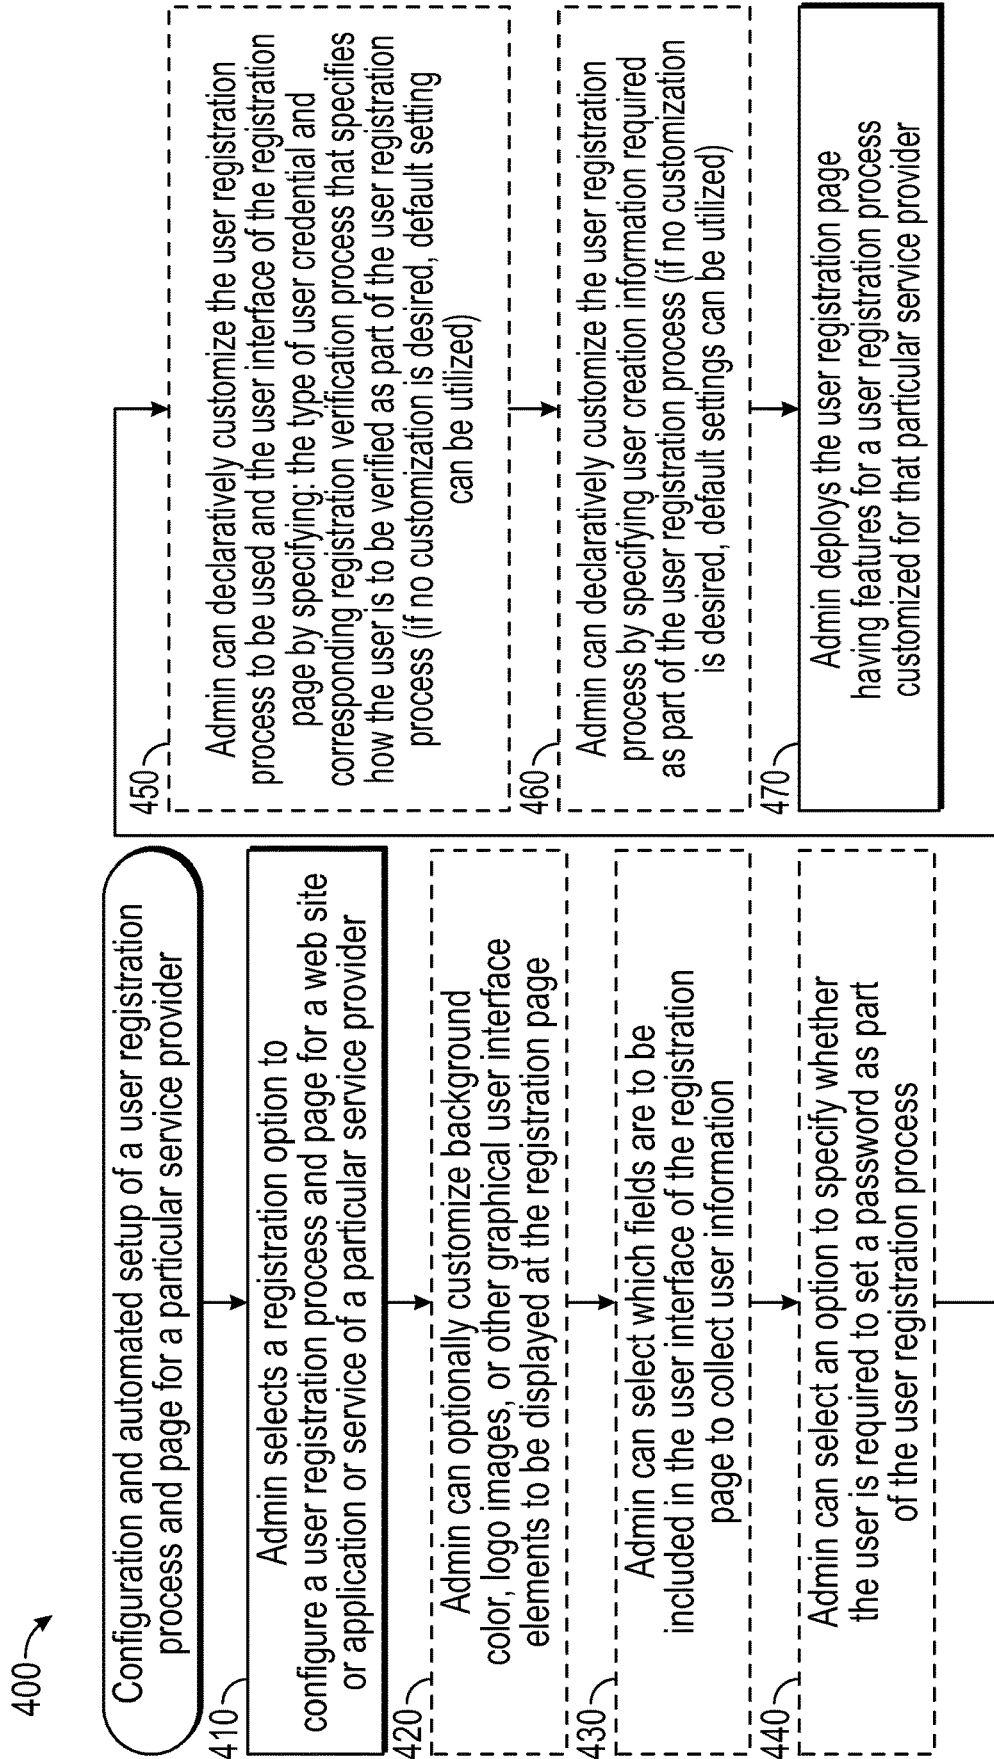 400
Configuration and automated setup of a user registration
process and page for a particular service provider
410
Admin selects a registration option to
configure a user registration process and page for a web site
or application or service of a particular service provider
420
Admin can optionally customize background
color, logo images, or other graphical user interface
elements to be displayed at the registration page
430
Admin can select which fields are to be
included in the user interface of the registration
page to collect user information
440
Admin can select an option to specify whether
the user is required to set a password as part
of the user registration process
450
Admin can declaratively customize the user registration
process to be used and the user interface of the registration
page by specifying: the type of user credential and
corresponding registration verification process that specifies
how the user is to be verified as part of the user registration
process (if no customization is desired, default setting
can be utilized)
460
Admin can declaratively customize the user registration
process by specifying user creation information required
as part of the user registration process (if no customization
is desired, default settings can be utilized)
470
Admin deploys the user registration page
having features for a user registration process
customized for that particular service provider